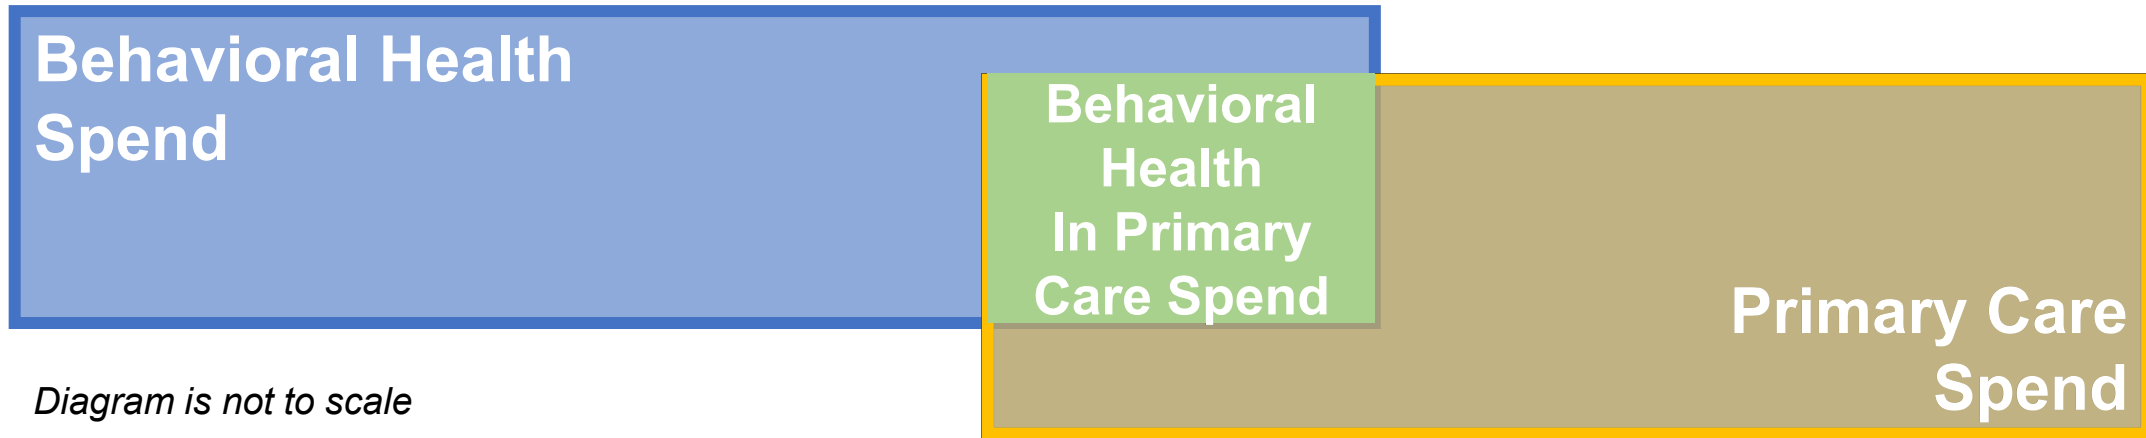 Behavioral Health
Spend
Behavioral
Health
In Primary
Care Spend
Primary Care
Spend
Diagram is not to scale